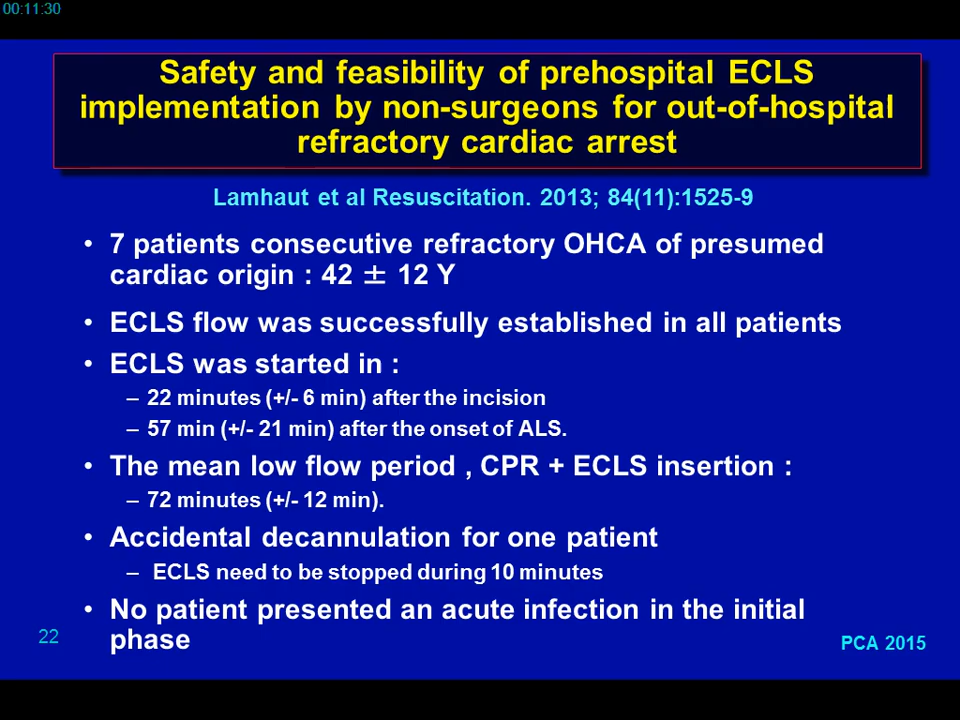 00:11:30
Safety and feasibility of prehospital ECLS
implementation by non-surgeons for out-of-hospital
refractory cardiac arrest
Lamhaut et al Resuscitation. 2013; 84(11):1525-9
• 7 patients consecutive refractory OHCA of presumed
cardiac origin : 42 ± 12 Y
• ECLS flow was successfully established in all patients
• ECLS was started in :
– 22 minutes (+/- 6 min) after the incision
– 57 min (+/- 21 min) after the onset of ALS.
• The mean low flow period , CPR + ECLS insertion :
– 72 minutes (+/- 12 min).
• Accidental decannulation for one patient
– ECLS need to be stopped during 10 minutes
• No patient presented an acute infection in the initial
phase
22
PCA 2015